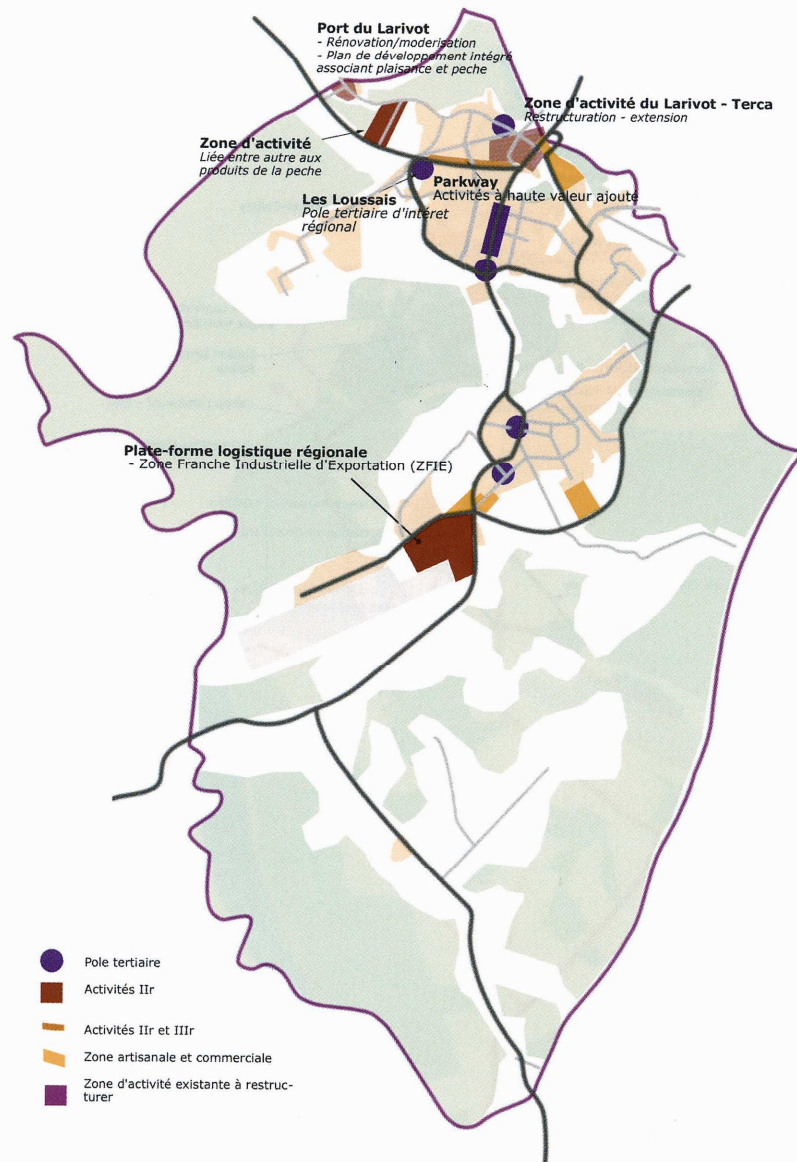 Port du Larivot
- Rénovation/moderisation
- Plan de développement intégré
associant plaisance et peche
Zone d'activité du Larivot - Terca
Restructuration - extension
Zone d'activité
Liée entre autre aux
produits de la peche
Parkway
Activités à haute valeur ajouté
Les Loussais
Pole tertiaire d'intéret
régional
Plate-forme logistique régionale
- Zone Franche Industrielle d'Exportation (ZFIE)
Pole tertiaire
Activités IIr
Activités IIr et IIIr
Zone artisanale et commerciale
Zone d'activité existante à restruc-
turer